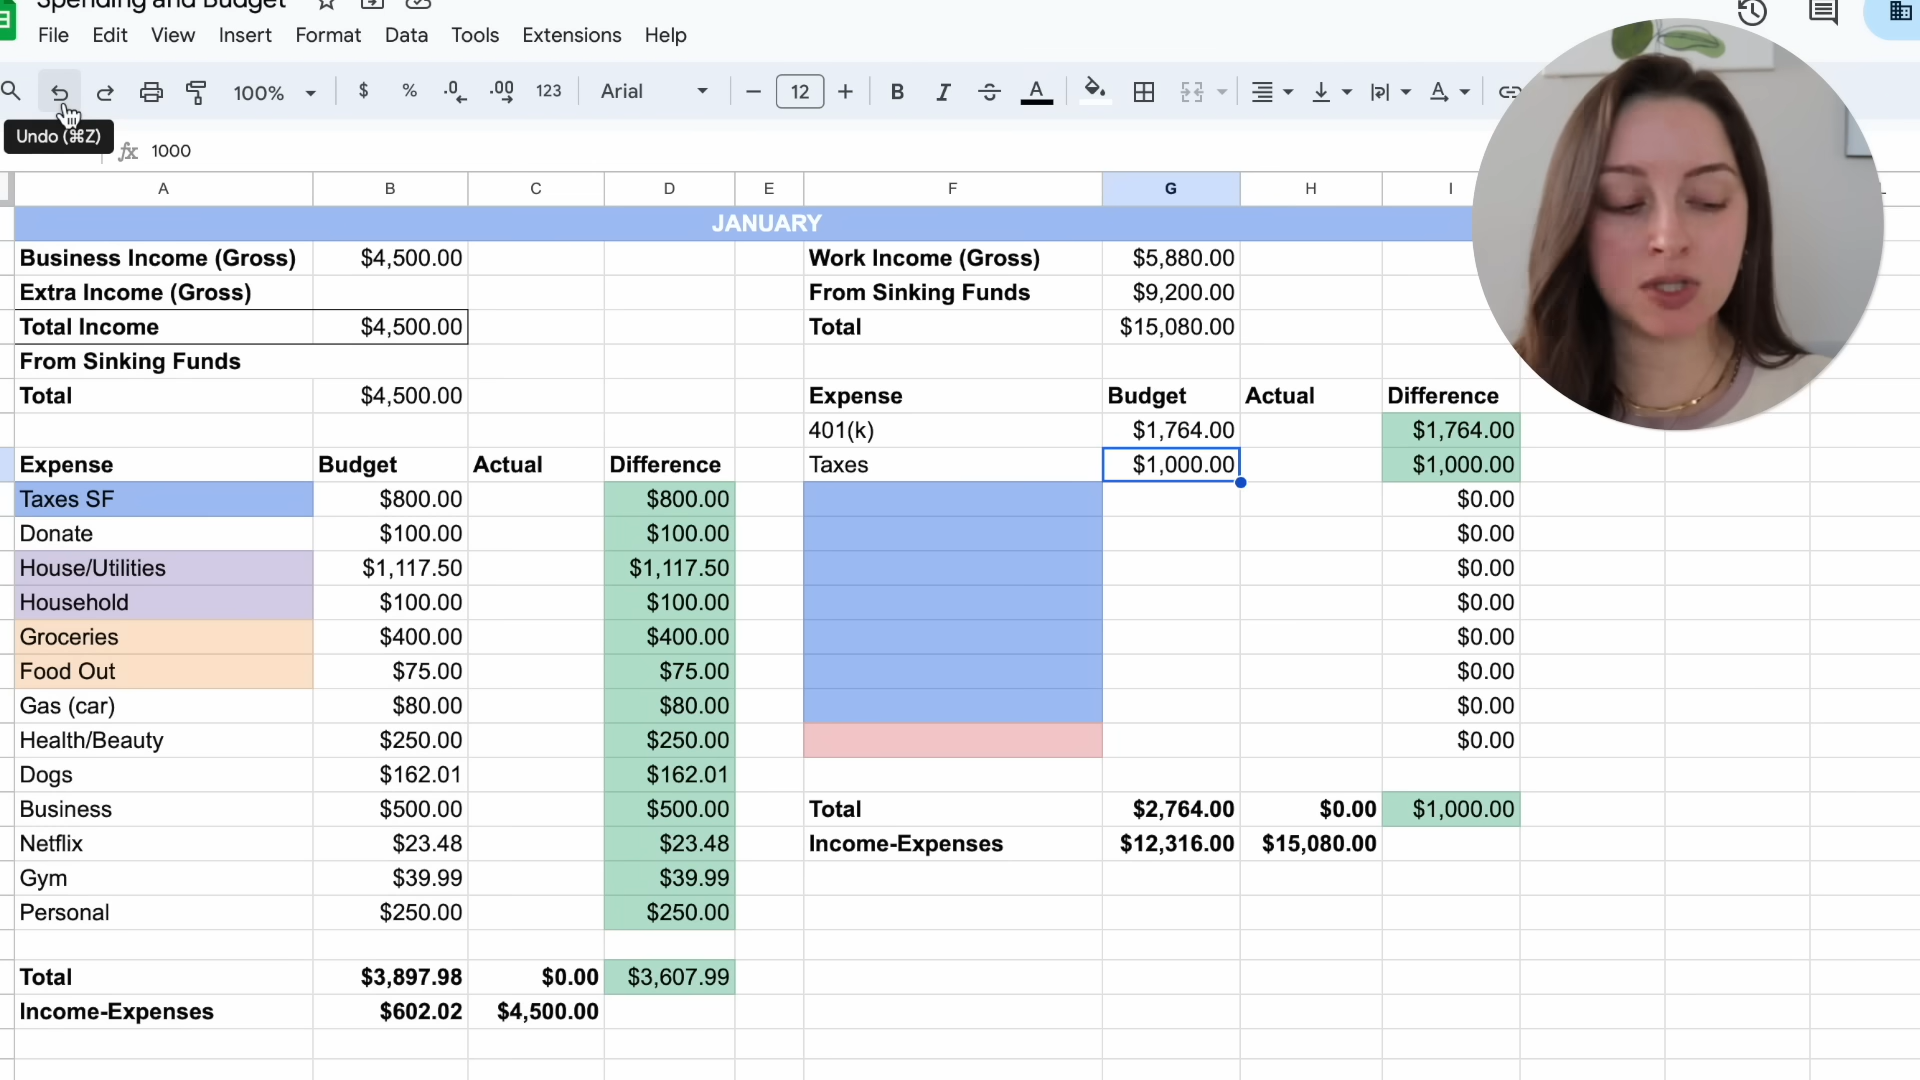 Spending and Budget
File Edit View Insert Format Data Tools Extensions Help
100% $ % .0 .00 123 Arial 12 B I A A
Undo (⌘Z)
fx 1000
A B C D E F G H I
JANUARY
Business Income (Gross) $4,500.00 Work Income (Gross) $5,880.00
Extra Income (Gross) From Sinking Funds $9,200.00
Total Income $4,500.00 Total $15,080.00
From Sinking Funds
Total $4,500.00 Expense Budget Actual Difference
401(k) $1,764.00 $1,764.00
Expense Budget Actual Difference Taxes $1,000.00 $1,000.00
Taxes SF $800.00 $800.00 $0.00
Donate $100.00 $100.00 $0.00
House/Utilities $1,117.50 $1,117.50 $0.00
Household $100.00 $100.00 $0.00
Groceries $400.00 $400.00 $0.00
Food Out $75.00 $75.00 $0.00
Gas (car) $80.00 $80.00 $0.00
Health/Beauty $250.00 $250.00 $0.00
Dogs $162.01 $162.01
Business $500.00 $500.00 Total $2,764.00 $0.00 $1,000.00
Netflix $23.48 $23.48 Income-Expenses $12,316.00 $15,080.00
Gym $39.99 $39.99
Personal $250.00 $250.00
Total $3,897.98 $0.00 $3,607.99
Income-Expenses $602.02 $4,500.00